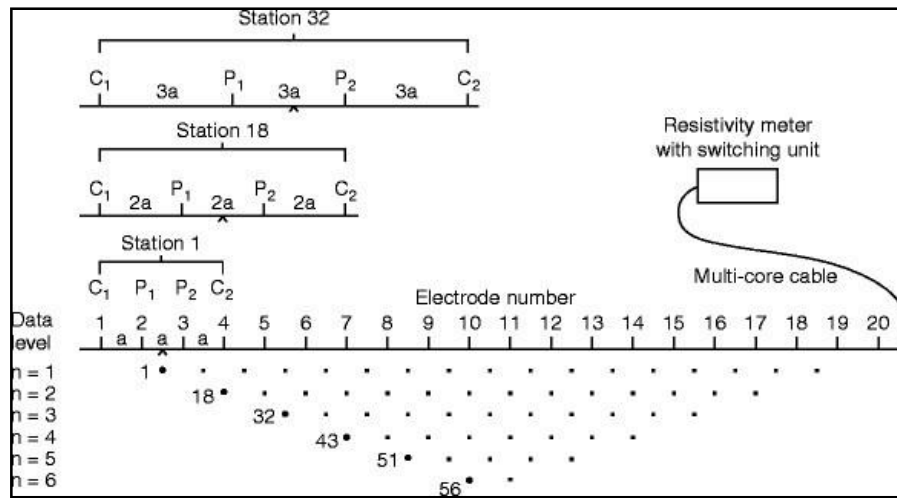 Station 32
C1 P1 P2 C2
3a 3a 3a
Station 18
Resistivity meter
with switching unit
C1 P1 P2 C2
2a 2a 2a
Station 1
Multi-core cable
C1 P1 P2 C2
Electrode number
Data
level
1 2 3 4 5 6 7 8 9 10 11 12 13 14 15 16 17 18 19 20
a a a
n = 1 1
n = 2 18
n = 3 32
n = 4 43
n = 5 51
n = 6 56